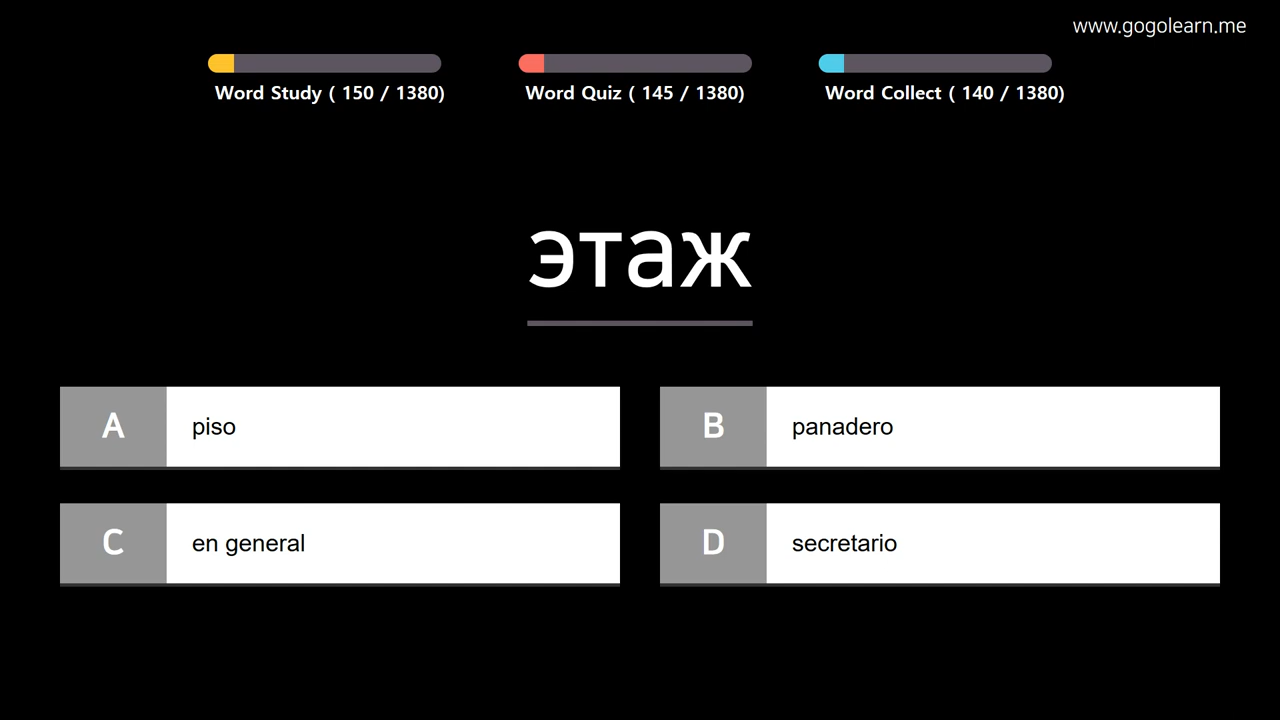 www.gogolearn.me
Word Study ( 150 / 1380)
Word Quiz ( 145 / 1380)
Word Collect ( 140 / 1380)
этаж
A piso
B panadero
C en general
D secretario